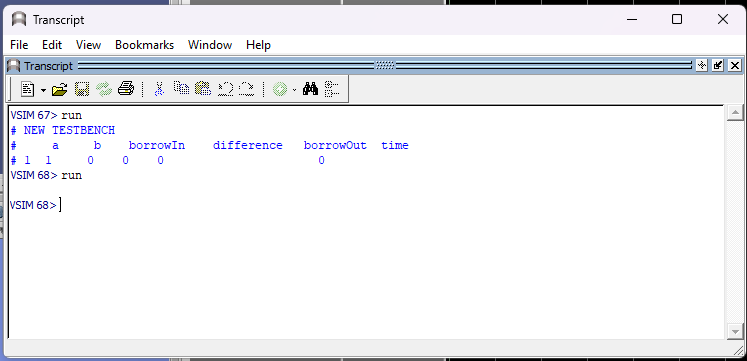 Transcript
File Edit View Bookmarks Window Help
Transcript
VSIM 67> run
# NEW TESTBENCH
# a b borrowIn difference borrowOut time
# 1 1 0 0 0 0
VSIM 68> run
VSIM 68>